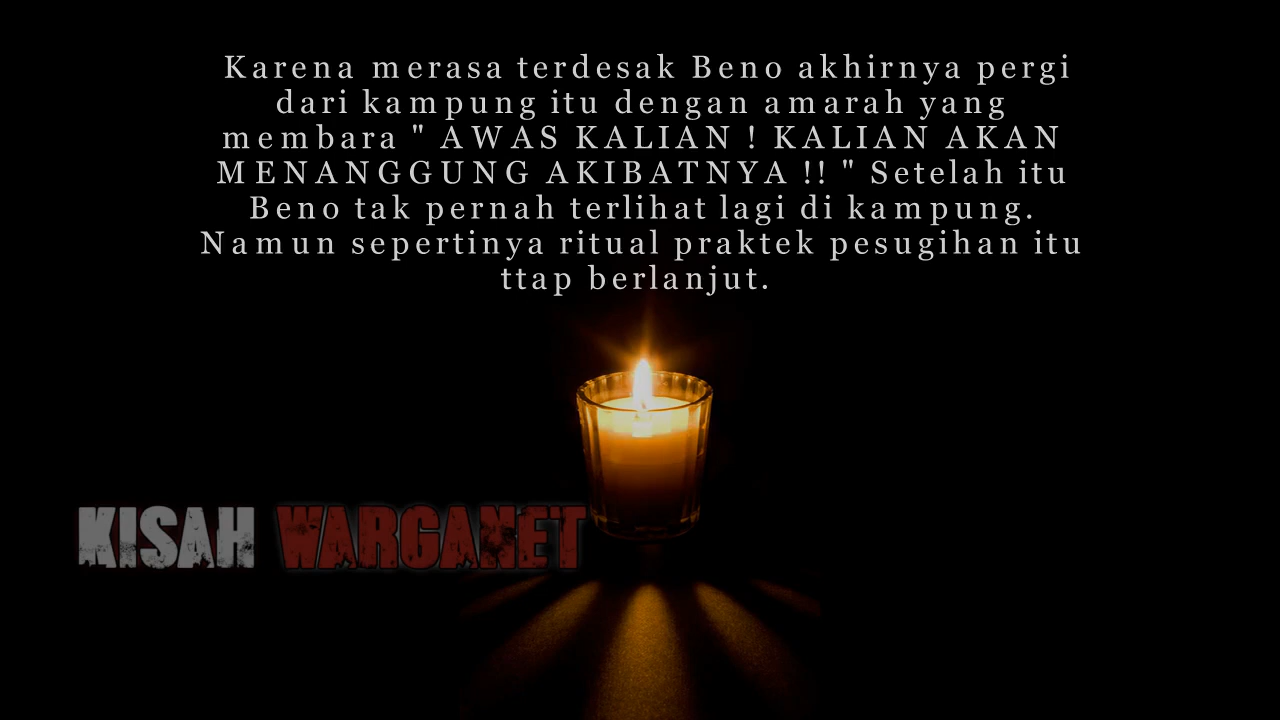 Karena merasa terdesak Beno akhirnya pergi
dari kampung itu dengan amarah yang
membara " AWAS KALIAN ! KALIAN AKAN
MENANGGUNG AKIBATNYA !! " Setelah itu
Beno tak pernah terlihat lagi di kampung.
Namun sepertinya ritual praktek pesugihan itu
ttap berlanjut.
KISAH WARGANET